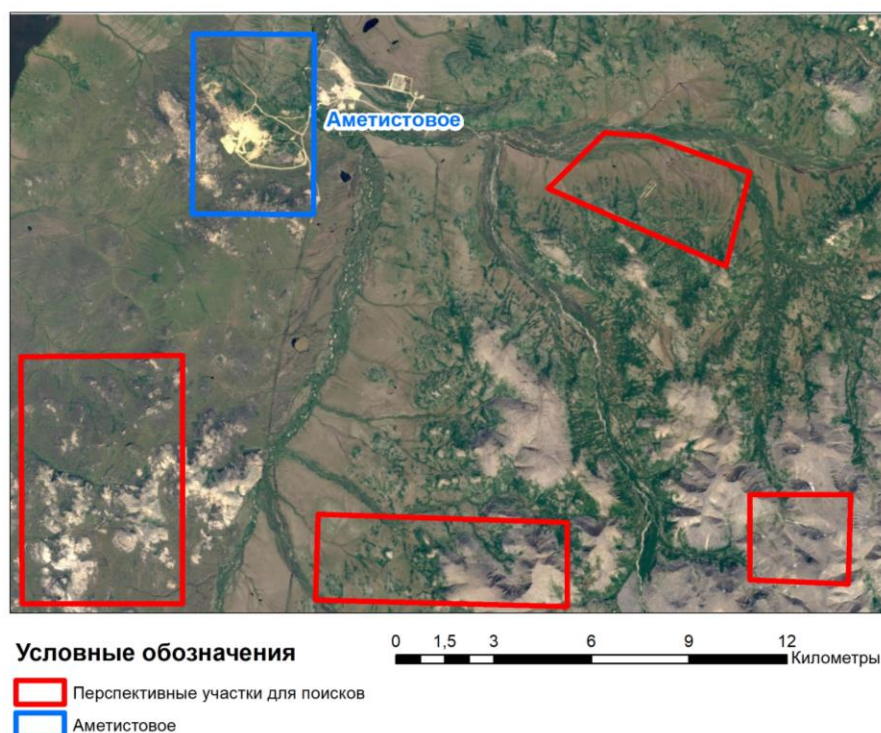 Аметистовое
Условные обозначения
0 1,5 3 6 9 12
Километры
Перспективные участки для поисков
Аметистовое